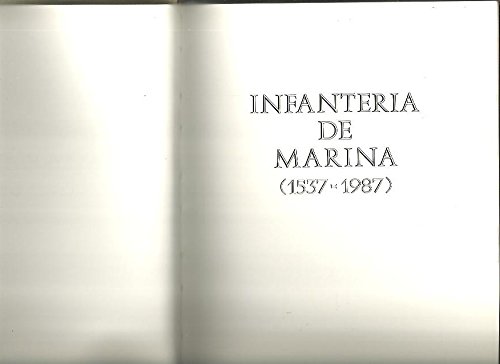 INFANTERIA
DE
MARINA
(1537-1987)